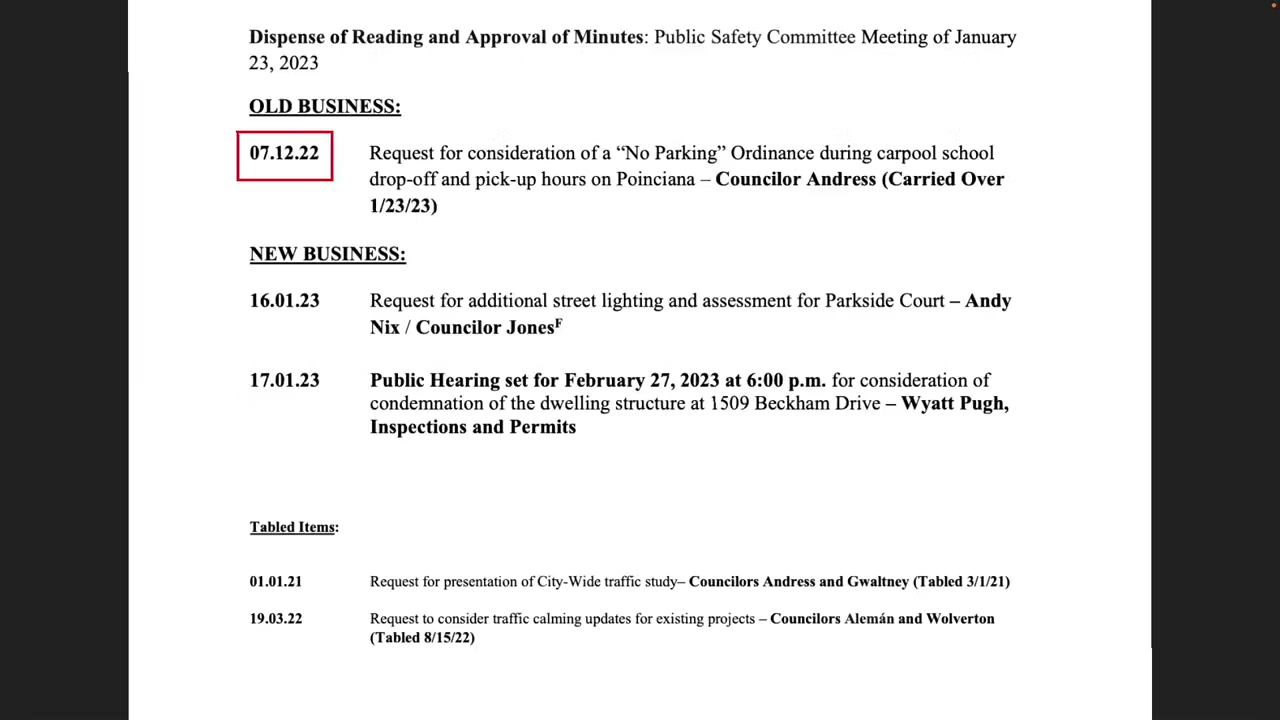 Dispense of Reading and Approval of Minutes: Public Safety Committee Meeting of January
23, 2023
OLD BUSINESS:
07.12.22 Request for consideration of a “No Parking” Ordinance during carpool school
drop-off and pick-up hours on Poinciana – Councilor Andress (Carried Over
1/23/23)
NEW BUSINESS:
16.01.23 Request for additional street lighting and assessment for Parkside Court – Andy
Nix / Councilor JonesF
17.01.23 Public Hearing set for February 27, 2023 at 6:00 p.m. for consideration of
condemnation of the dwelling structure at 1509 Beckham Drive – Wyatt Pugh,
Inspections and Permits
Tabled Items:
01.01.21 Request for presentation of City-Wide traffic study– Councilors Andress and Gwaltney (Tabled 3/1/21)
19.03.22 Request to consider traffic calming updates for existing projects – Councilors Alemán and Wolverton
(Tabled 8/15/22)